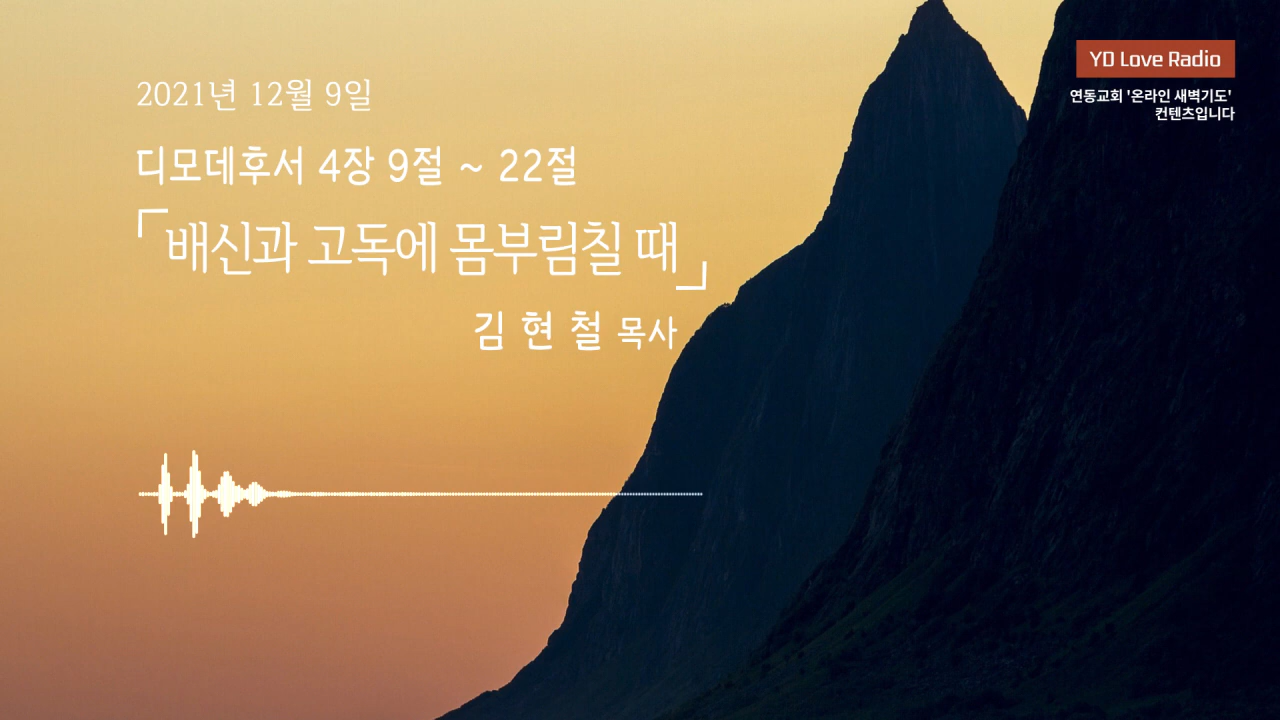 2021년 12월 9일
디모데후서 4장 9절 ~ 22절
「배신과 고독에 몸부림칠 때」
김 현 철 목사
YD Love Radio
연동교회 '온라인 새벽기도'
컨텐츠입니다